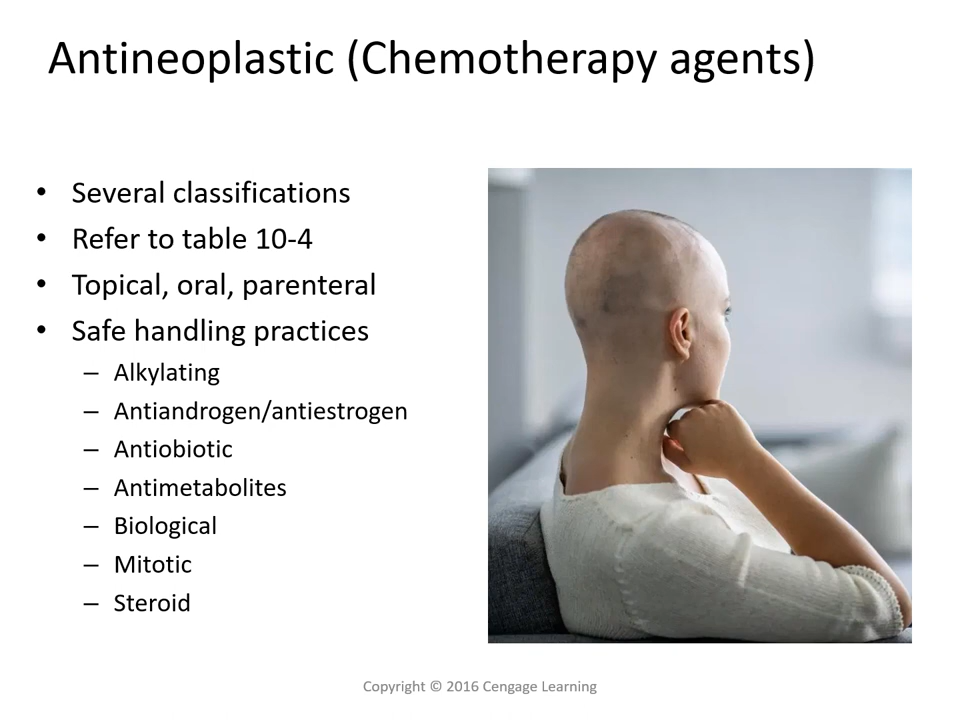 Antineoplastic (Chemotherapy agents)
• Several classifications
• Refer to table 10-4
• Topical, oral, parenteral
• Safe handling practices
– Alkylating
– Antiandrogen/antiestrogen
– Antiobiotic
– Antimetabolites
– Biological
– Mitotic
– Steroid
Copyright © 2016 Cengage Learning